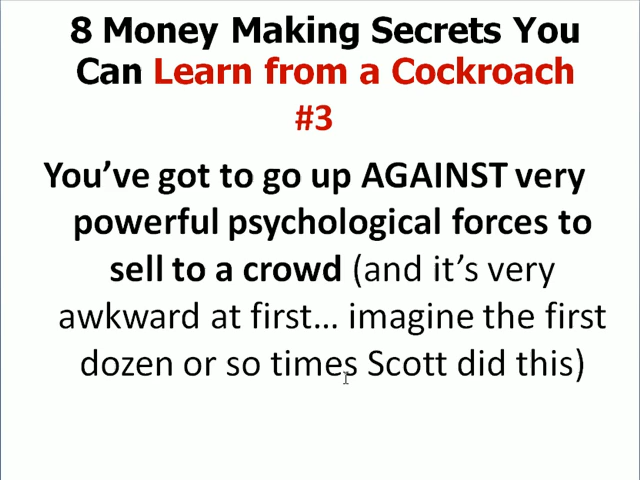 8 Money Making Secrets You
Can Learn from a Cockroach
#3
You’ve got to go up AGAINST very
powerful psychological forces to
sell to a crowd (and it’s very
awkward at first… imagine the first
dozen or so times Scott did this)